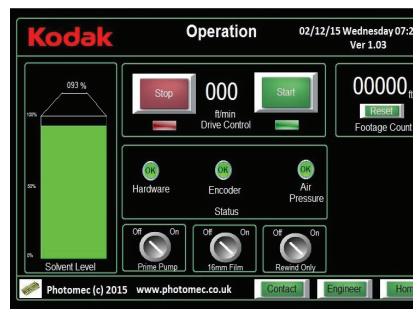 Kodak
Operation
02/12/15 Wednesday 07:2
Ver 1.03
093 %
100%
50%
0%
Solvent Level
Stop
000
ft/min
Start
Drive Control
00000 ft
Reset
Footage Count
OK
OK
OK
Hardware
Encoder
Air
Pressure
Status
Off On
Off On
Off On
Prime Pump
16mm Film
Rewind Only
Photomec (c) 2015 www.photomec.co.uk
Contact
Engineer
Hom